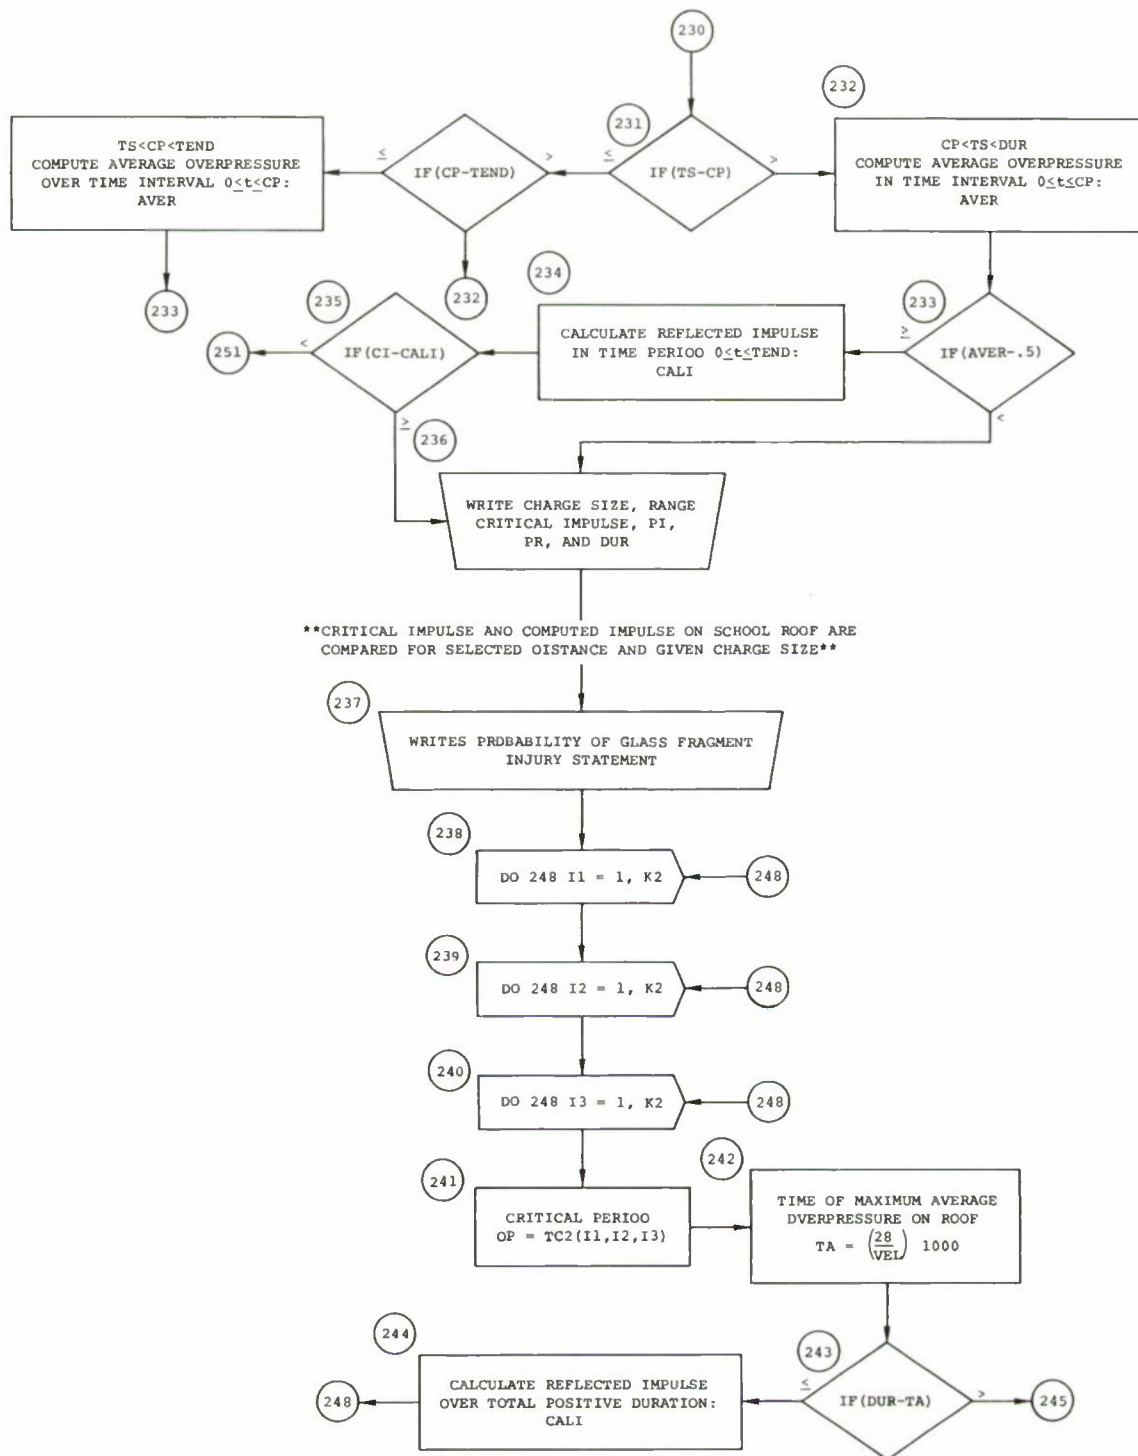 230
232
231
TS<CP<TEND
COMPUTE AVERAGE OVERPRESSURE
OVER TIME INTERVAL 0≤t≤CP:
AVER
≤
IF(CP-TEND)
>
≤
IF(TS-CP)
>
CP<TS<DUR
COMPUTE AVERAGE OVERPRESSURE
IN TIME INTERVAL 0≤t≤CP:
AVER
233
232
234
235
233
251
<
IF(CI-CALI)
CALCULATE REFLECTED IMPULSE
IN TIME PERIOO 0≤t≤TEND:
CALI
≥
IF(AVER-.5)
≥
236
<
WRITE CHARGE SIZE, RANGE
CRITICAL IMPULSE, PI,
PR, AND DUR
**CRITICAL IMPULSE ANO COMPUTED IMPULSE ON SCHOOL ROOF ARE
COMPARED FOR SELECTED OISTANCE AND GIVEN CHARGE SIZE**
237
WRITES PRDBABILITY OF GLASS FRAGMENT
INJURY STATEMENT
238
DO 248 I1 = 1, K2
248
239
DO 248 I2 = 1, K2
248
240
DO 248 I3 = 1, K2
248
241
CRITICAL PERIOO
OP = TC2(I1,I2,I3)
242
TIME OF MAXIMUM AVERAGE
DVERPRESSURE ON ROOF
TA = (28/VEL) 1000
244
243
248
CALCULATE REFLECTED IMPULSE
OVER TOTAL POSITIVE DURATION:
CALI
≤
IF(DUR-TA)
>
245